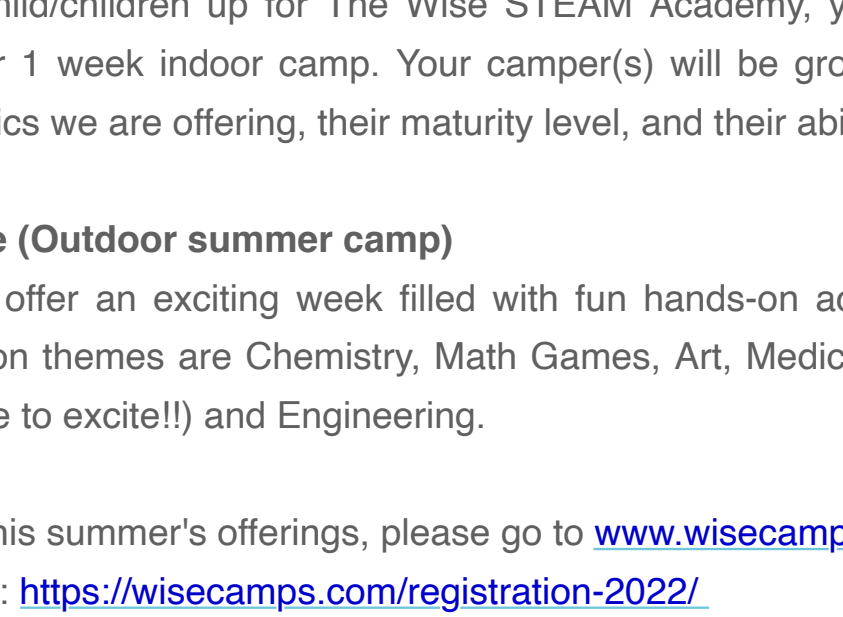 child/children up for The Wise STEAM Academy, y
r 1 week indoor camp. Your camper(s) will be gro
ics we are offering, their maturity level, and their abi
e (Outdoor summer camp)
offer an exciting week filled with fun hands-on ac
on themes are Chemistry, Math Games, Art, Medic
e to excite!!) and Engineering.
his summer's offerings, please go to www.wisecamp
: https://wisecamps.com/registration-2022/